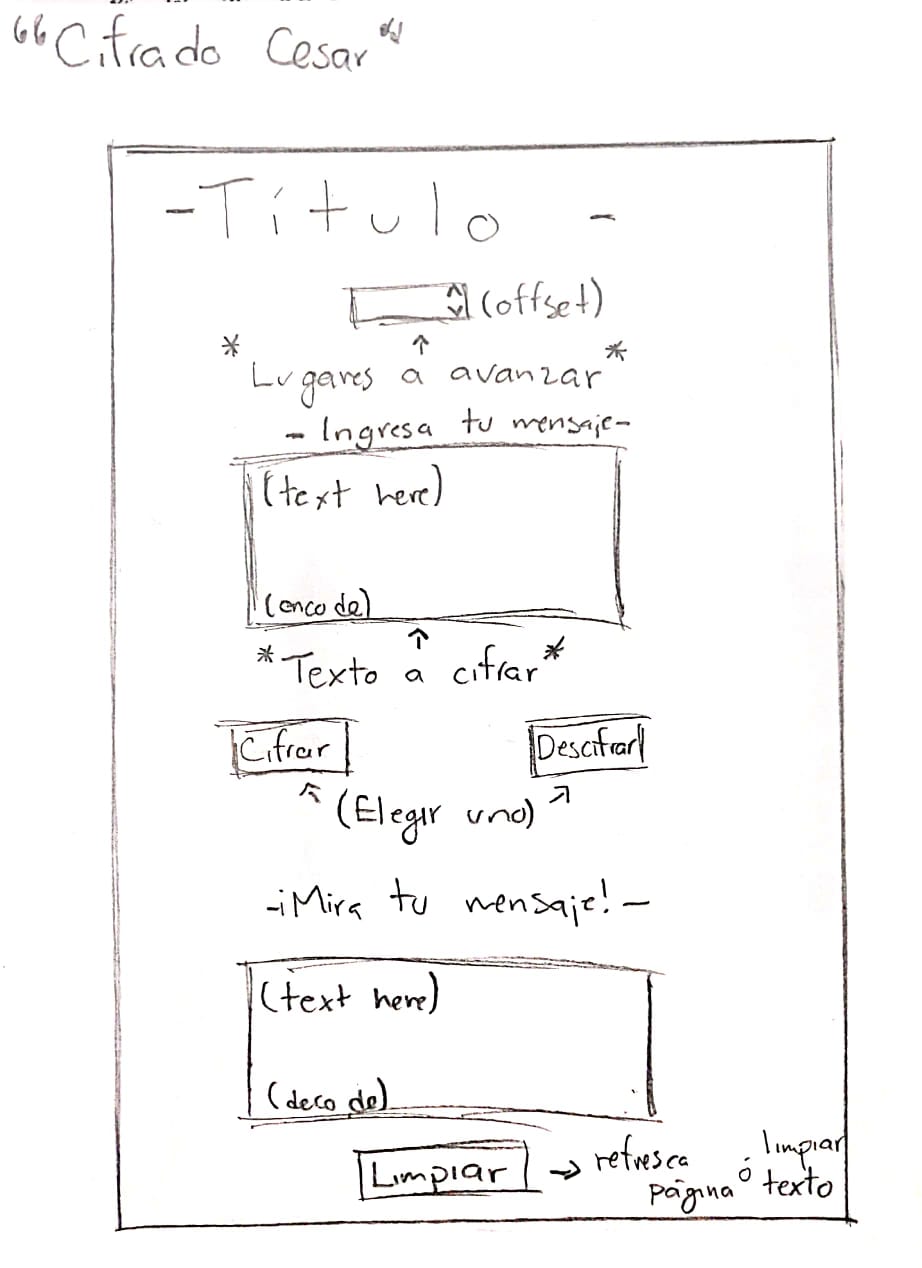 "Cifrado Cesar"
-Título-
(offset)
*Lugares a avanzar*
- Ingresa tu mensaje-
(text here)
(encode)
*Texto a cifrar*
Cifrar Descifrar
(Elegir uno)
-¡Mira tu mensaje!-
(text here)
(decode)
Limpiar → refresca página ó limpiar texto